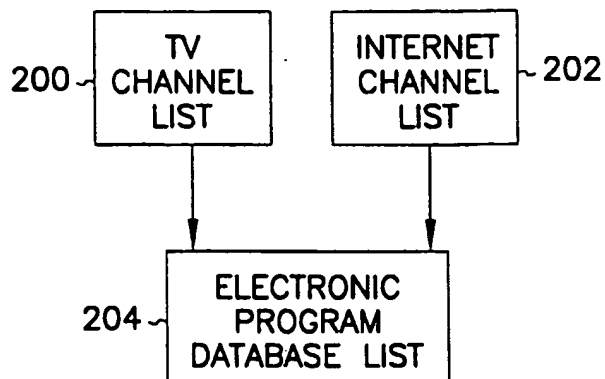 TV
CHANNEL
LIST
200
INTERNET
CHANNEL
LIST
202
ELECTRONIC
PROGRAM
DATABASE LIST
204